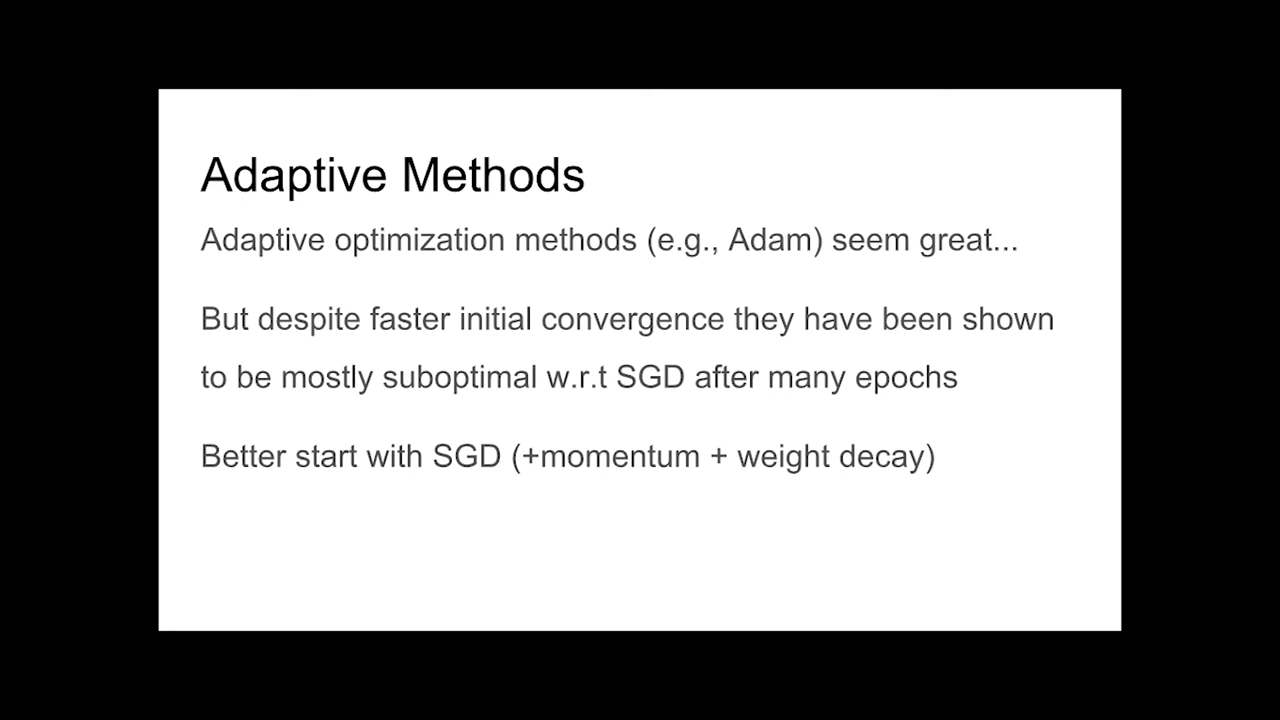 Adaptive Methods
Adaptive optimization methods (e.g., Adam) seem great...
But despite faster initial convergence they have been shown
to be mostly suboptimal w.r.t SGD after many epochs
Better start with SGD (+momentum + weight decay)